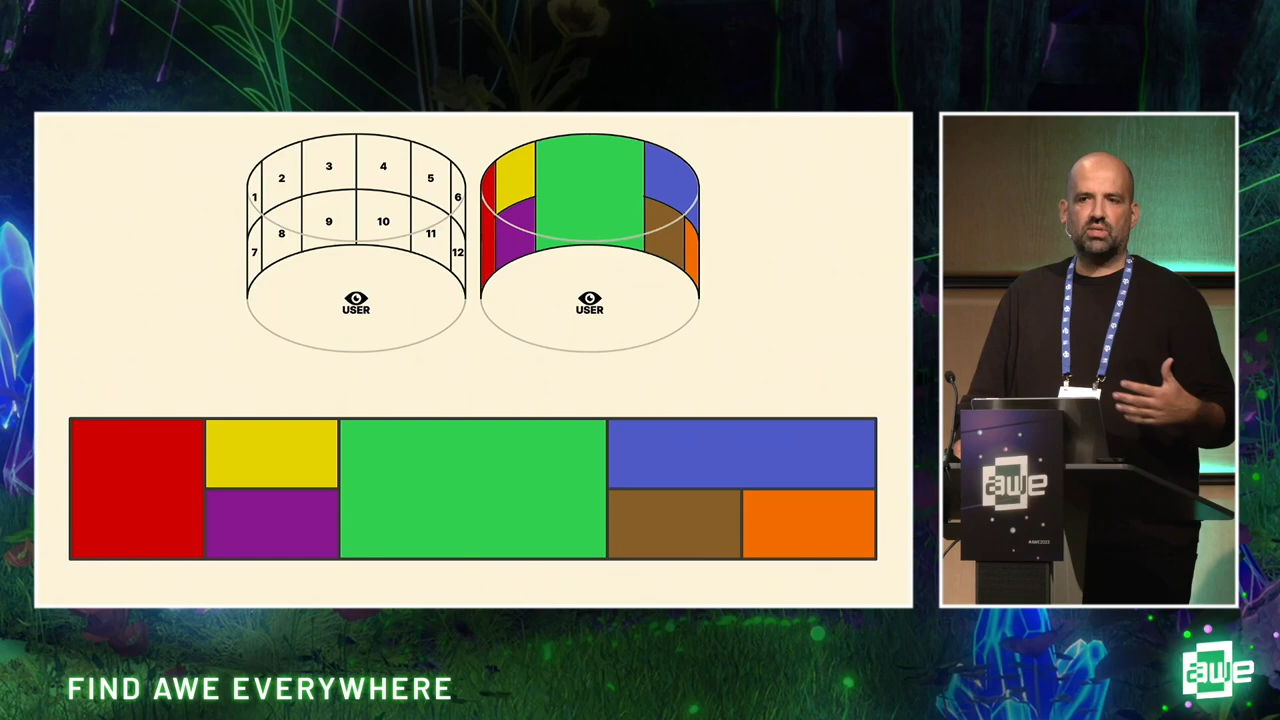 1 2 3 4 5 6
7 8 9 10 11 12
USER
USER
awe
#AWE2023
FIND AWE EVERYWHERE
awe